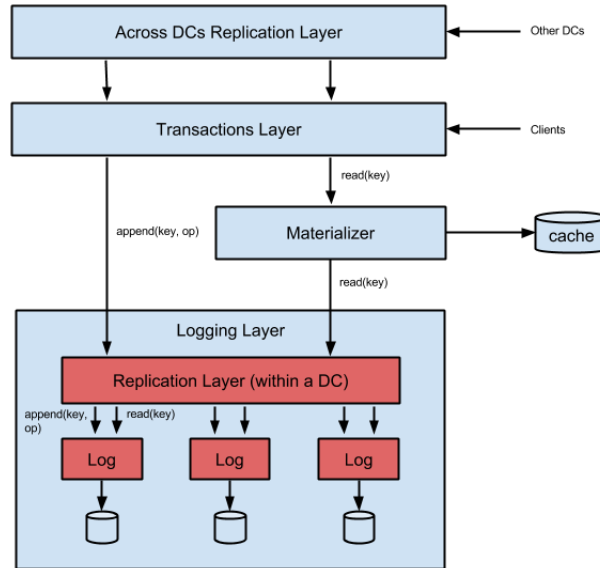 Across DCs Replication Layer
Other DCs
Transactions Layer
Clients
read(key)
append(key, op)
Materializer
cache
read(key)
Logging Layer
Replication Layer (within a DC)
append(key,
op)
read(key)
Log
Log
Log